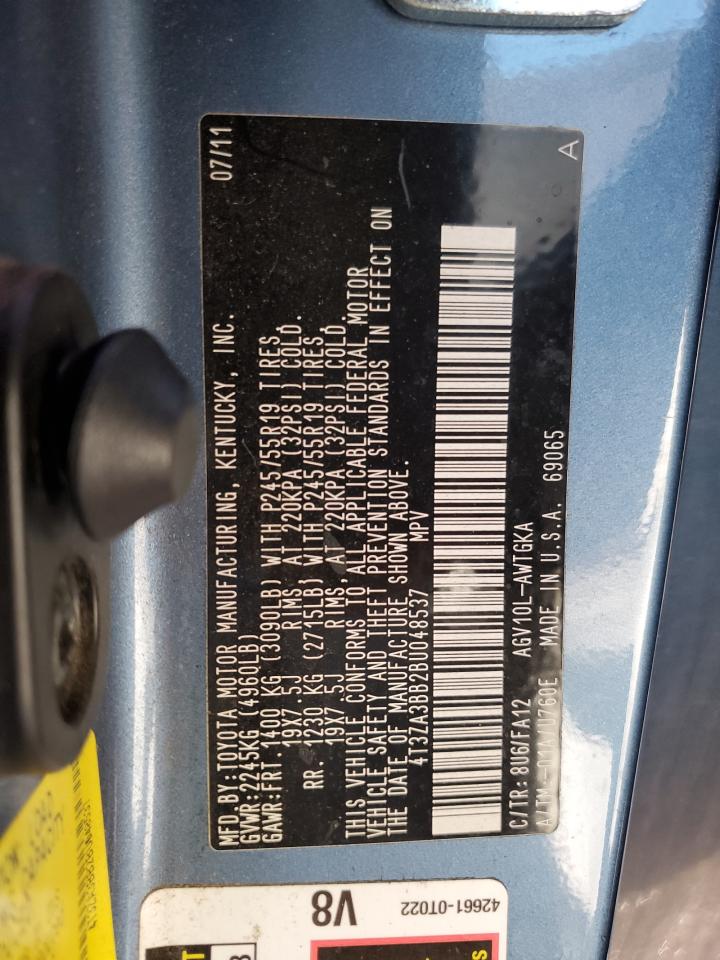 MFD.BY:TOYOTA MOTOR MANUFACTURING, KENTUCKY, INC. 07/11
GVWR:2245KG (4960LB)
GAWR:FRT 1400 KG (3090LB) WITH P245/55R19 TIRES,
19X7.5J RIMS, AT 220KPA (32PSI) COLD.
RR 1230 KG (2715LB) WITH P245/55R19 TIRES
19X7.5J RIMS, AT 220KPA (32PSI) COLD.
THIS VEHICLE CONFORMS TO ALL APPLICABLE FEDERAL MOTOR
VEHICLE SAFETY AND THEFT PREVENTION STANDARDS IN EFFECT ON
THE DATE OF MANUFACTURE SHOWN ABOVE.
4T37A3BB2BU048537 MPV
C/TR:8U6/FA12 AGV10L-AWTGKA
A/TM:-01A/U760E MADE IN U.S.A. 69065 A
V8 42661-0T022